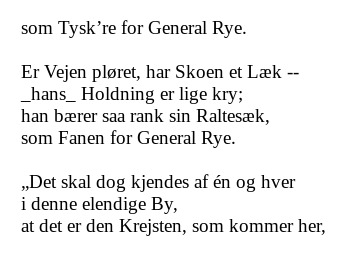 som Tysk’re for General Rye.

Er Vejen pløret, har Skoen et Læk --
_hans_ Holdning er lige kry;
han bærer saa rank sin Raltesæk,
som Fanen for General Rye.

„Det skal dog kjendes af én og hver
i denne elendige By,
at det er den Krejsten, som kommer her,